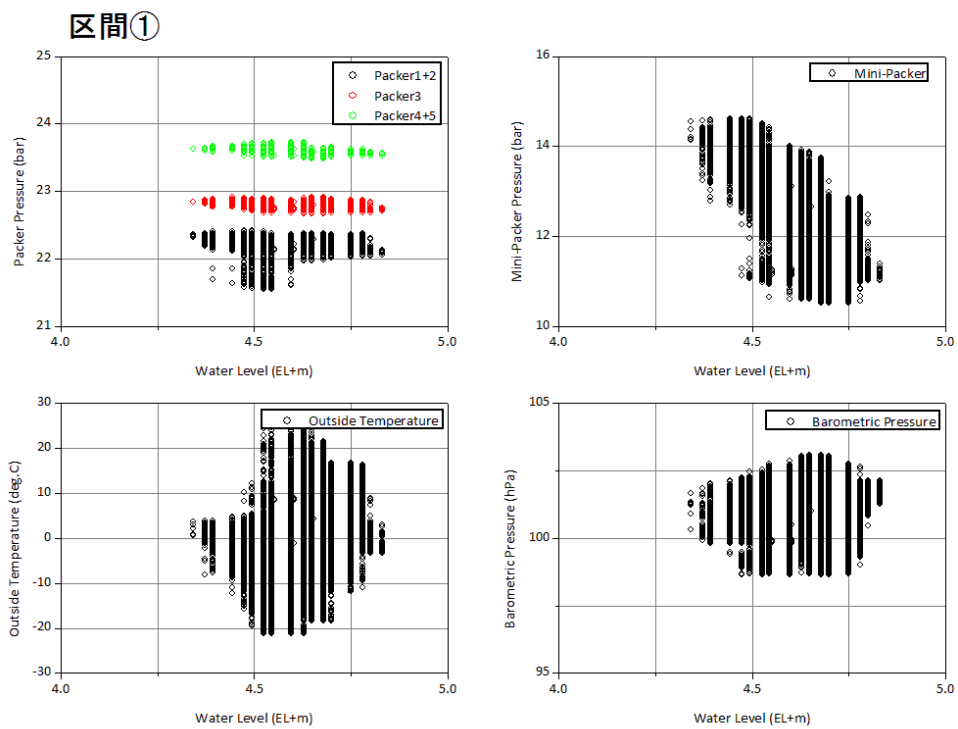 区間①
25
24
23
22
21
Packer Pressure (bar)
Packer1+2
Packer3
Packer4+5
4.0
4.5
5.0
Water Level (EL+m)
16
14
12
10
Mini-Packer Pressure (bar)
Mini-Packer
4.0
4.5
5.0
Water Level (EL+m)
30
20
10
0
-10
-20
-30
Outside Temperature (deg.C)
Outside Temperature
4.0
4.5
5.0
Water Level (EL+m)
105
100
95
Barometric Pressure (hPa)
Barometric Pressure
4.0
4.5
5.0
Water Level (EL+m)